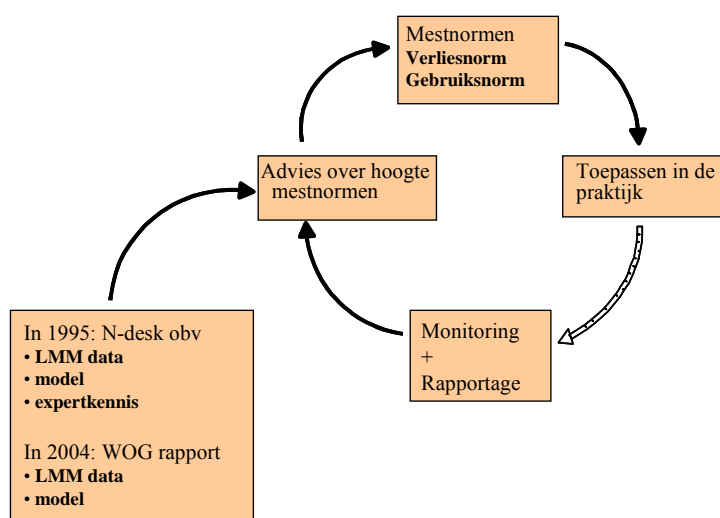 Mestnormen
Verliesnorm
Gebruiksnorm
Advies over hoogte
mestnormen
Toepassen in de
praktijk
Monitoring
+
Rapportage
In 1995: N-desk obv
• LMM data
• model
• expertkennis
In 2004: WOG rapport
• LMM data
• model